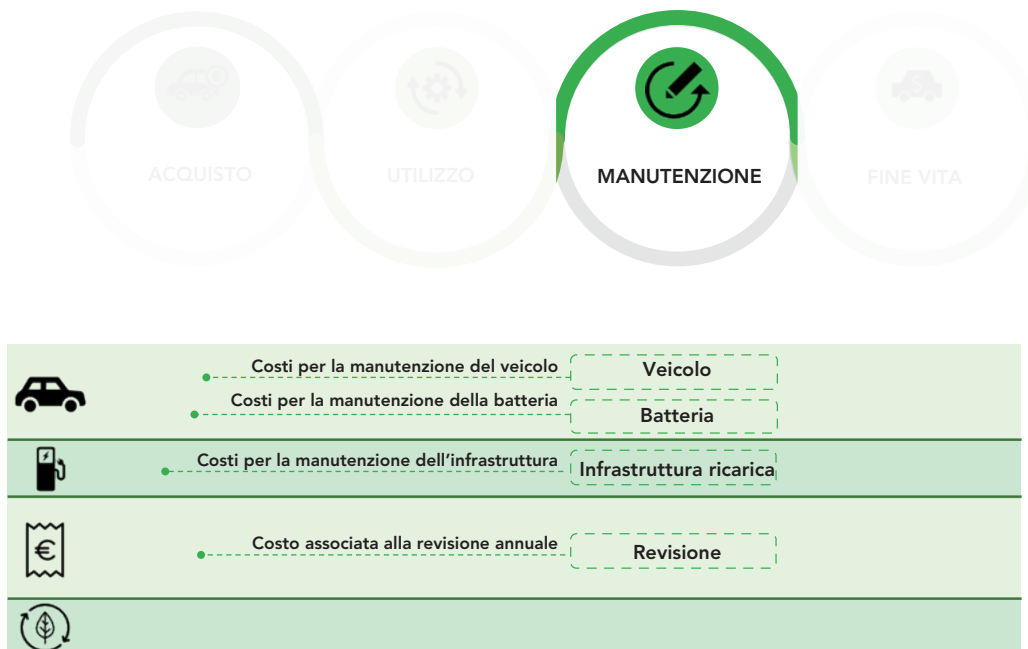 ACQUISTO
UTILIZZO
MANUTENZIONE
FINE VITA
Costi per la manutenzione del veicolo
Veicolo
Costi per la manutenzione della batteria
Batteria
Costi per la manutenzione dell'infrastruttura
Infrastruttura ricarica
Costo associata alla revisione annuale
Revisione